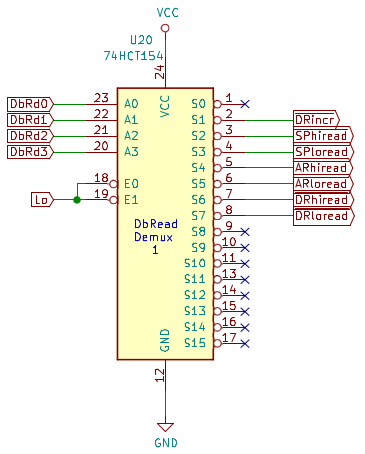 VCC
U20
74HCT154
24
VCC
DbRd0 23 A0 S0 1
DbRd1 22 A1 S1 2 DRincr
DbRd2 21 A2 S2 3 SPhiread
DbRd3 20 A3 S3 4 SPloread
S4 5 ARhiread
18 E0 S5 6 ARloread
Lo 19 E1 S6 7 DRhiread
S7 8 DRloread
DbRead
Demux
1
S8 9
S9 10
S10 11
S11 13
S12 14
S13 15
S14 16
S15 17
GND
12
GND